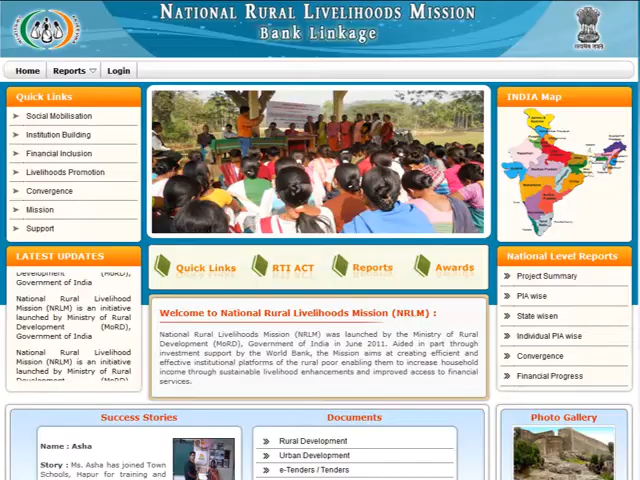 NATIONAL RURAL LIVELIHOODS MISSION
BANK LINKAGE
Home
Reports
Login
Quick Links
Social Mobilisation
Institution Building
Financial Inclusion
Livelihoods Promotion
Convergence
Mission
Support
INDIA Map
LATEST UPDATES
Development (MoRD),
Government of India
National Rural Livelihood
Mission (NRLM) is an initiative
launched by Ministry of Rural
Development (MoRD),
Government of India
National Rural Livelihood
Mission (NRLM) is an initiative
launched by Ministry of Rural
Development (MoRD),
Quick Links
RTI ACT
Reports
Awards
Welcome to National Rural Livelihoods Mission (NRLM) :
National Rural Livelihoods Mission (NRLM) was launched by the Ministry of Rural
Development (MoRD), Government of India in June 2011. Aided in part through
investment support by the World Bank, the Mission aims at creating efficient and
effective institutional platforms of the rural poor enabling them to increase household
income through sustainable livelihood enhancements and improved access to financial
services.
National Level Reports
Project Summary
PIA wise
State wisen
Individual PIA wise
Convergence
Financial Progress
Success Stories
Name : Asha
Story : Ms. Asha has joined Town
Schools, Hapur for training and
Documents
Rural Development
Urban Development
e-Tenders / Tenders
Photo Gallery